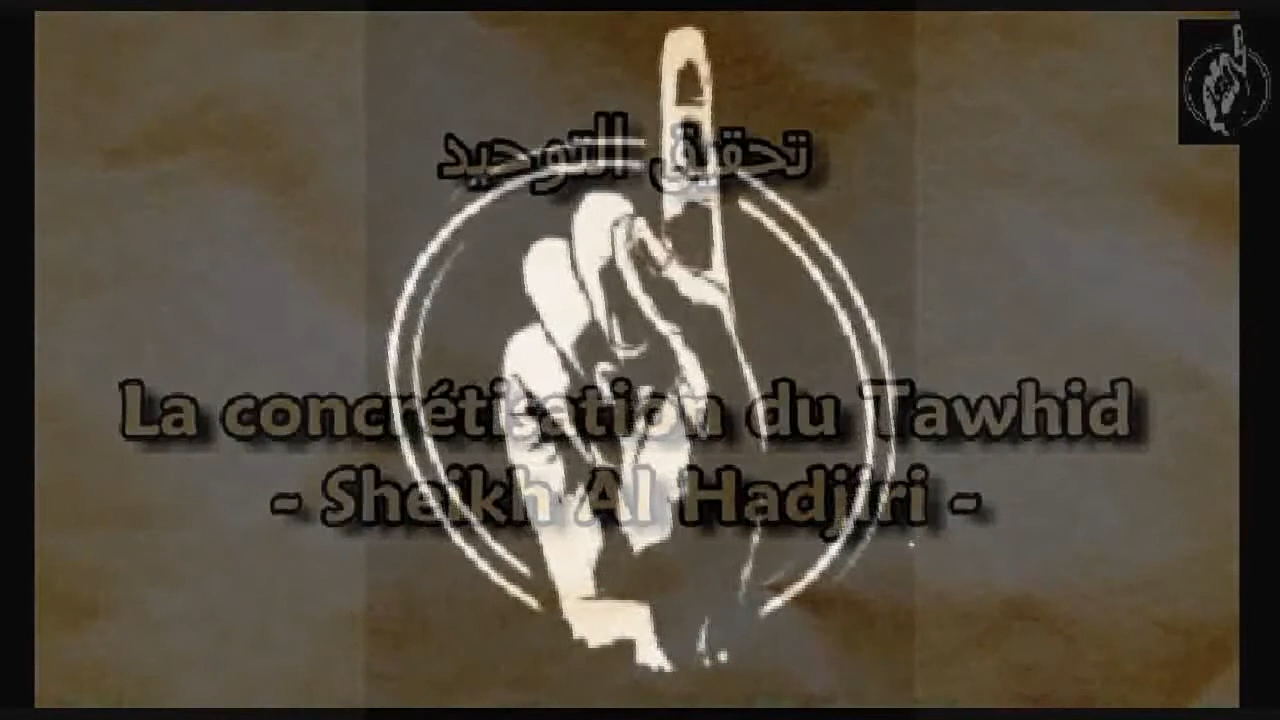 تحقيق التوحيد
La concrétisation du Tawhid
- Sheikh Al Hadjiri -